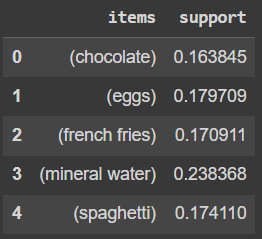 items support
0 (chocolate) 0.163845
1 (eggs) 0.179709
2 (french fries) 0.170911
3 (mineral water) 0.238368
4 (spaghetti) 0.174110